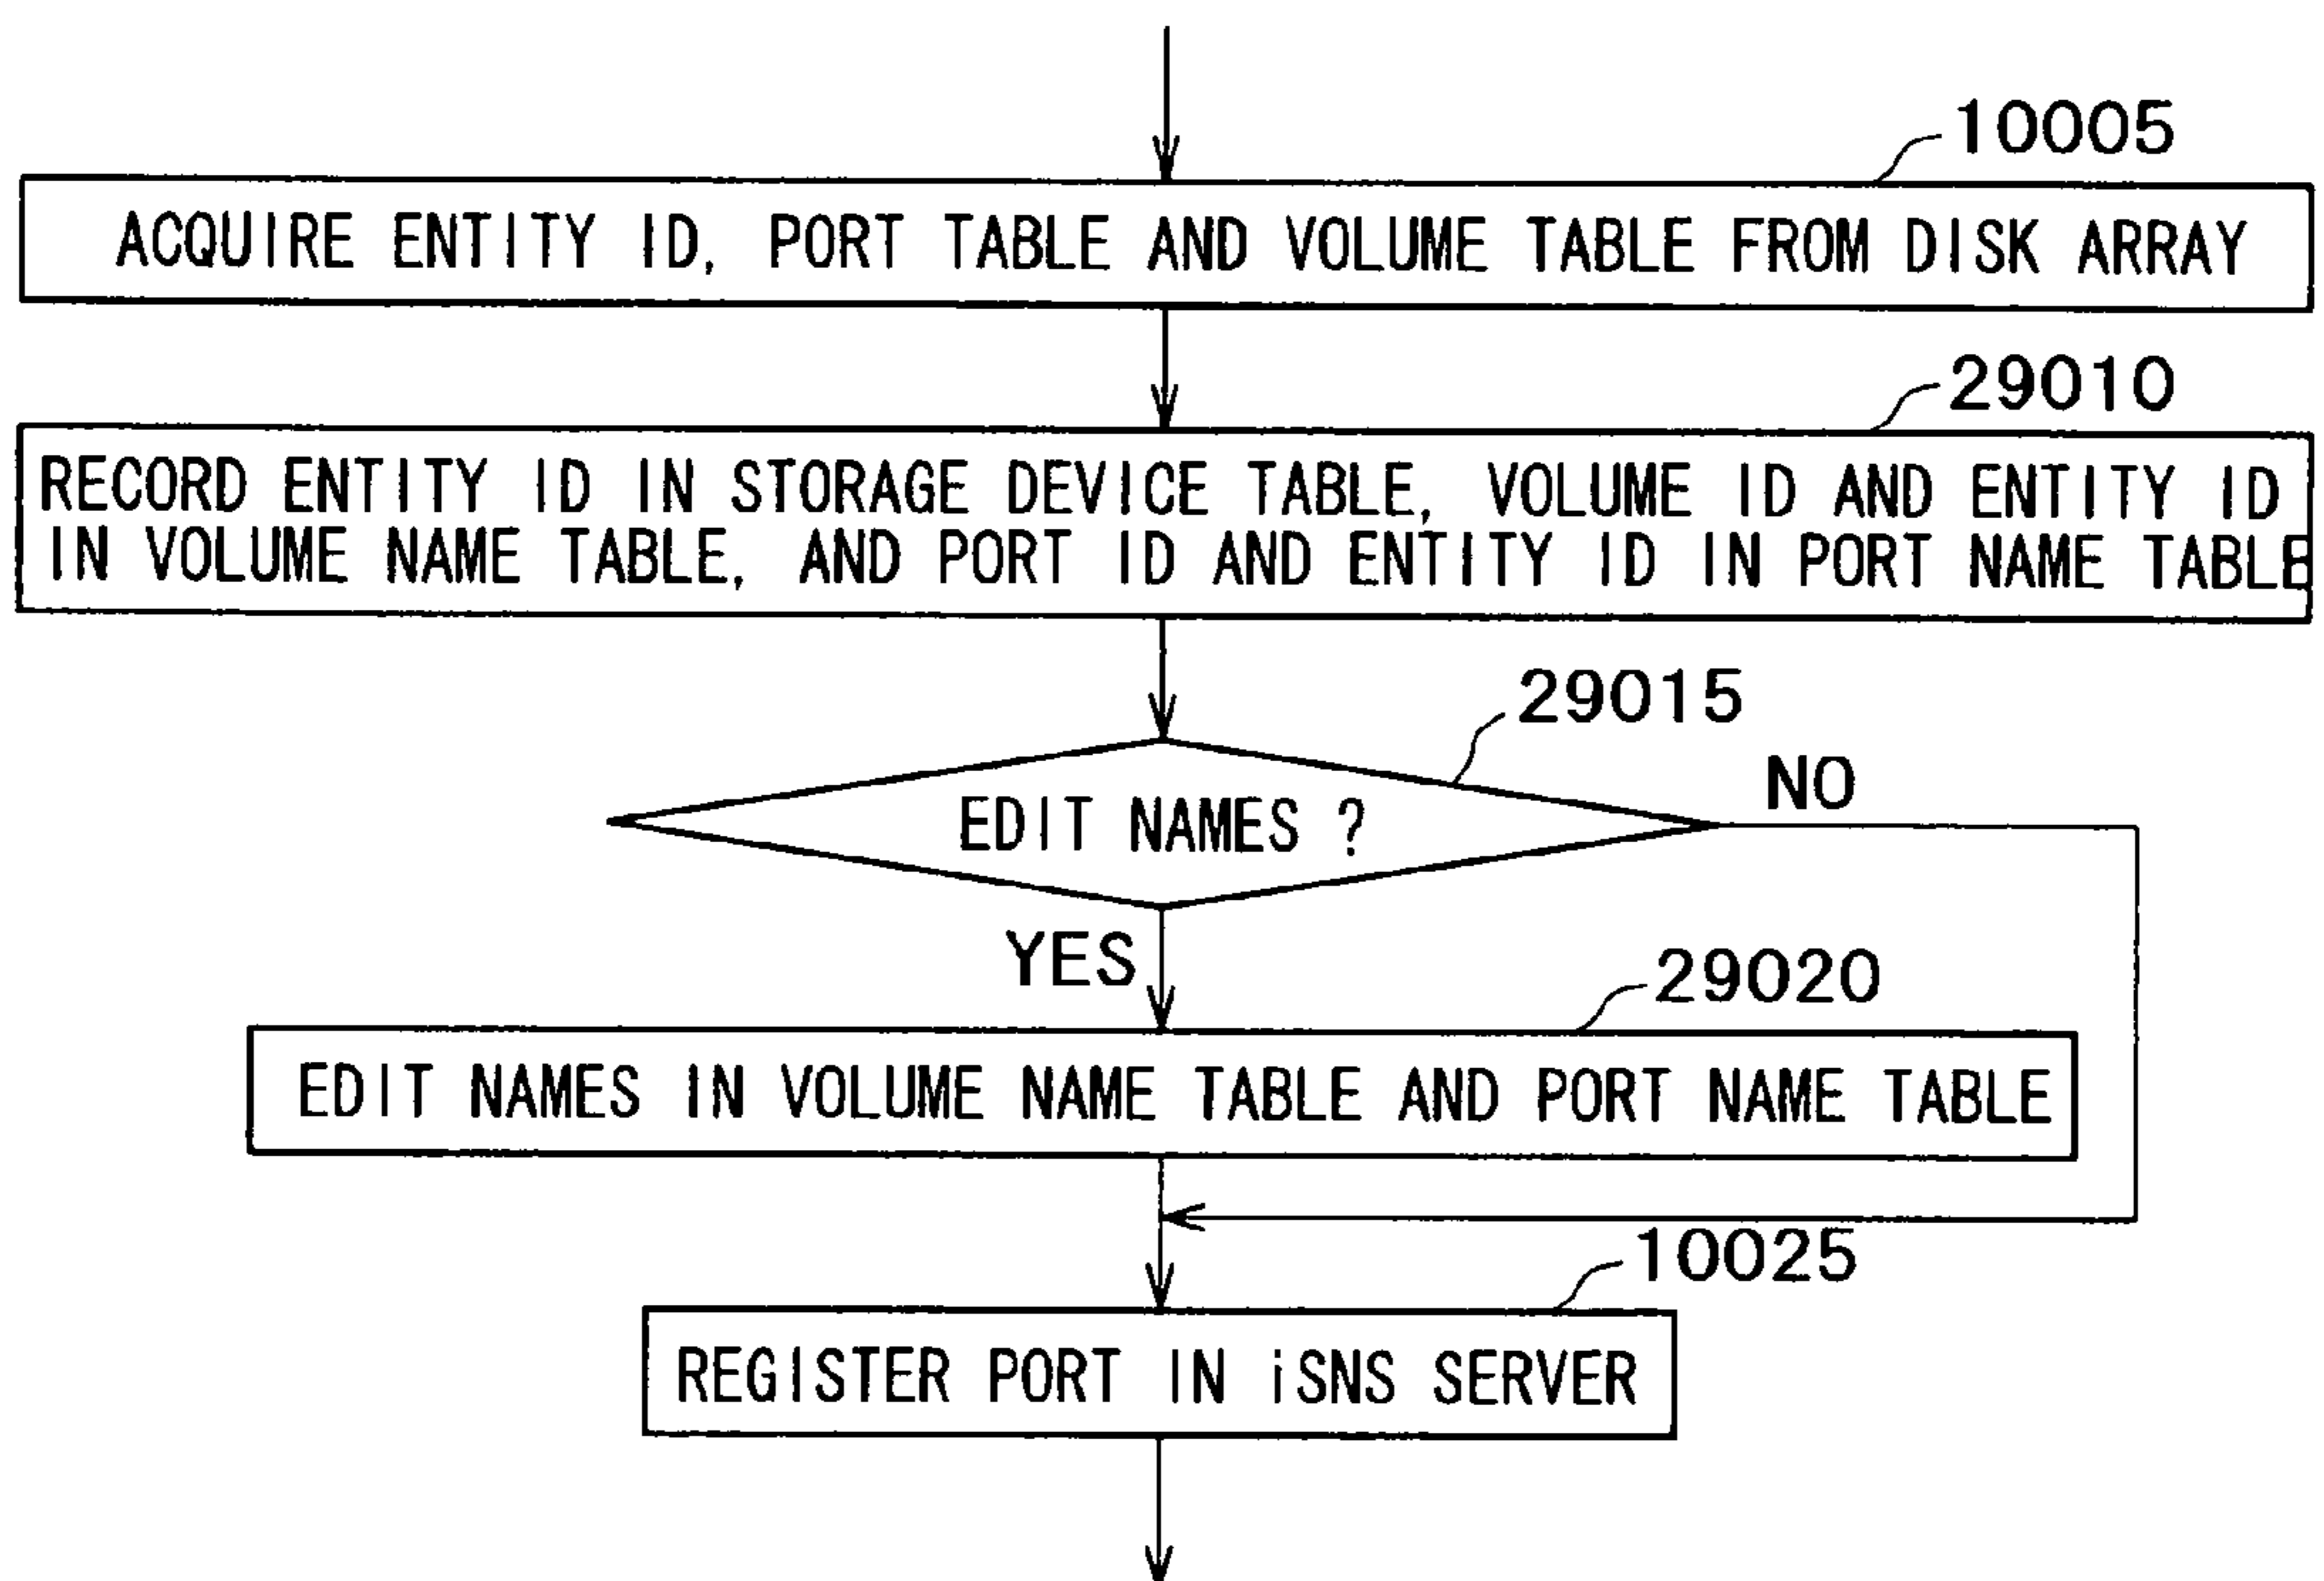 10005
ACQUIRE ENTITY ID, PORT TABLE AND VOLUME TABLE FROM DISK ARRAY
29010
RECORD ENTITY ID IN STORAGE DEVICE TABLE, VOLUME ID AND ENTITY ID
IN VOLUME NAME TABLE, AND PORT ID AND ENTITY ID IN PORT NAME TABLE
29015
NO
EDIT NAMES ?
YES
29020
EDIT NAMES IN VOLUME NAME TABLE AND PORT NAME TABLE
10025
REGISTER PORT IN iSNS SERVER